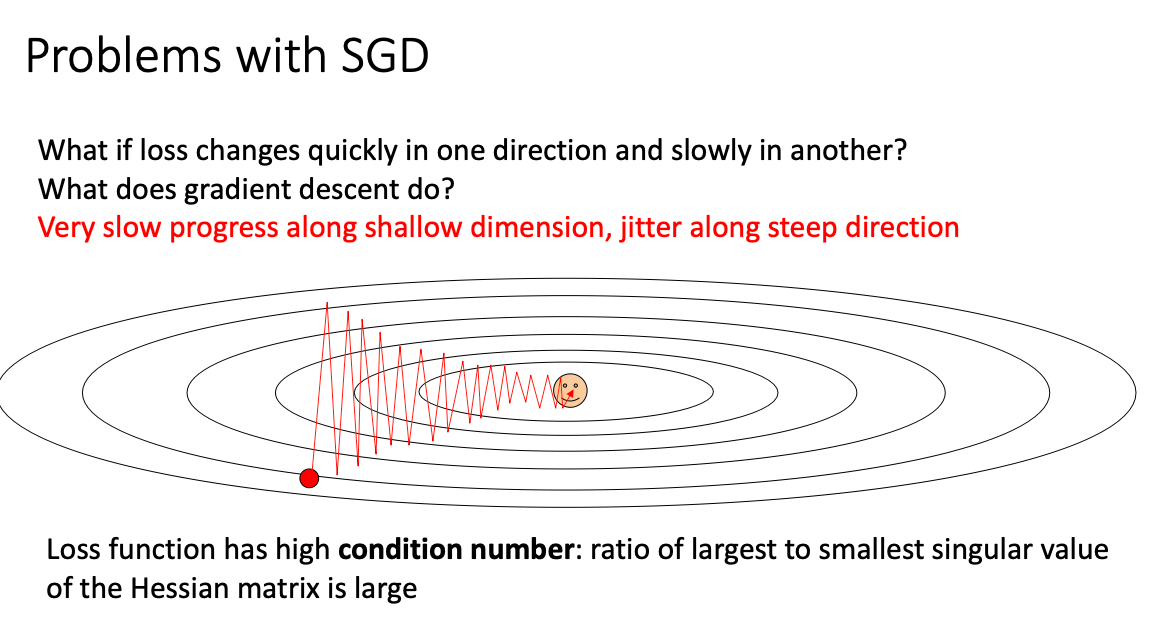 Problems with SGD
What if loss changes quickly in one direction and slowly in another?
What does gradient descent do?
Very slow progress along shallow dimension, jitter along steep direction
Loss function has high condition number: ratio of largest to smallest singular value
of the Hessian matrix is large